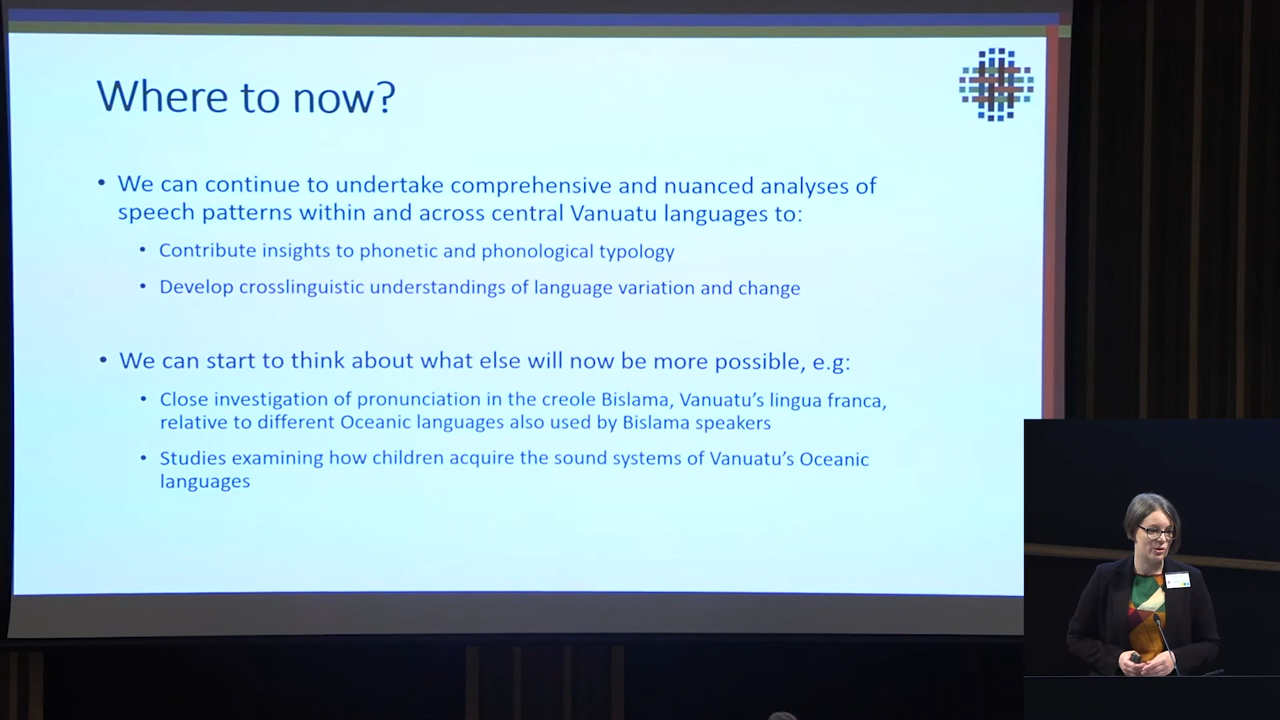 Where to now?
• We can continue to undertake comprehensive and nuanced analyses of
speech patterns within and across central Vanuatu languages to:
• Contribute insights to phonetic and phonological typology
• Develop crosslinguistic understandings of language variation and change
• We can start to think about what else will now be more possible, e.g:
• Close investigation of pronunciation in the creole Bislama, Vanuatu's lingua franca,
relative to different Oceanic languages also used by Bislama speakers
• Studies examining how children acquire the sound systems of Vanuatu's Oceanic
languages